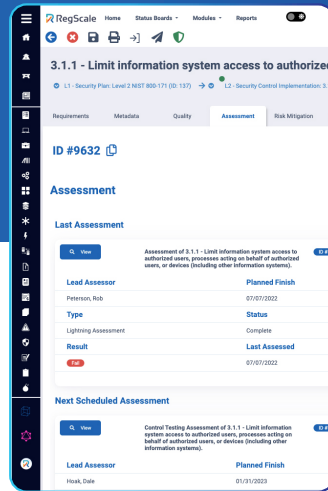 RegScale Home Status Boards Modules Reports
3.1.1 - Limit information system access to authorized
L1 - Security Plan: Level 2 NIST 800-171 (ID: 137) L2 - Security Control Implementation: 3.
Requirements Metadata Quality Assessment Risk Mitigation
ID #9632
Assessment
Last Assessment
View
Assessment of 3.1.1 - Limit information system access to
authorized users, processes acting on behalf of authorized
users, or devices (including other information systems).
ID #
Lead Assessor Planned Finish
Peterson, Rob 07/07/2022
Type Status
Lightning Assessment Complete
Result Last Assessed
Fail 07/07/2022
Next Scheduled Assessment
View
Control Testing Assessment of 3.1.1 - Limit information
system access to authorized users, processes acting on
behalf of authorized users, or devices (including other
information systems).
ID #
Lead Assessor Planned Finish
Hoak, Dale 01/31/2023